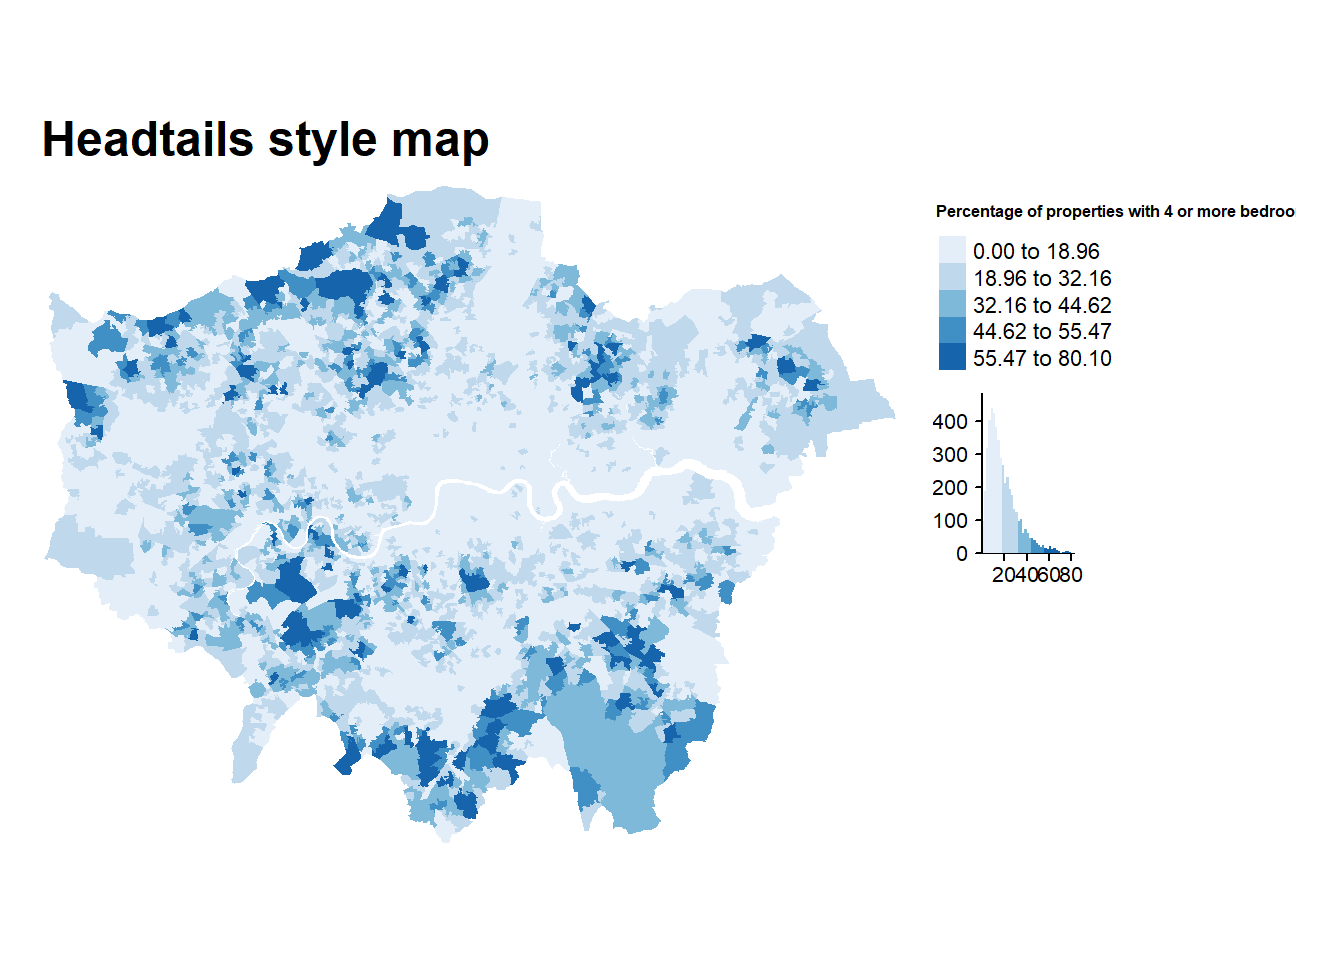 Headtails style map
Percentage of properties with 4 or more bedroo
0.00 to 18.96
18.96 to 32.16
32.16 to 44.62
44.62 to 55.47
55.47 to 80.10
400
300
200
100
0
20406080